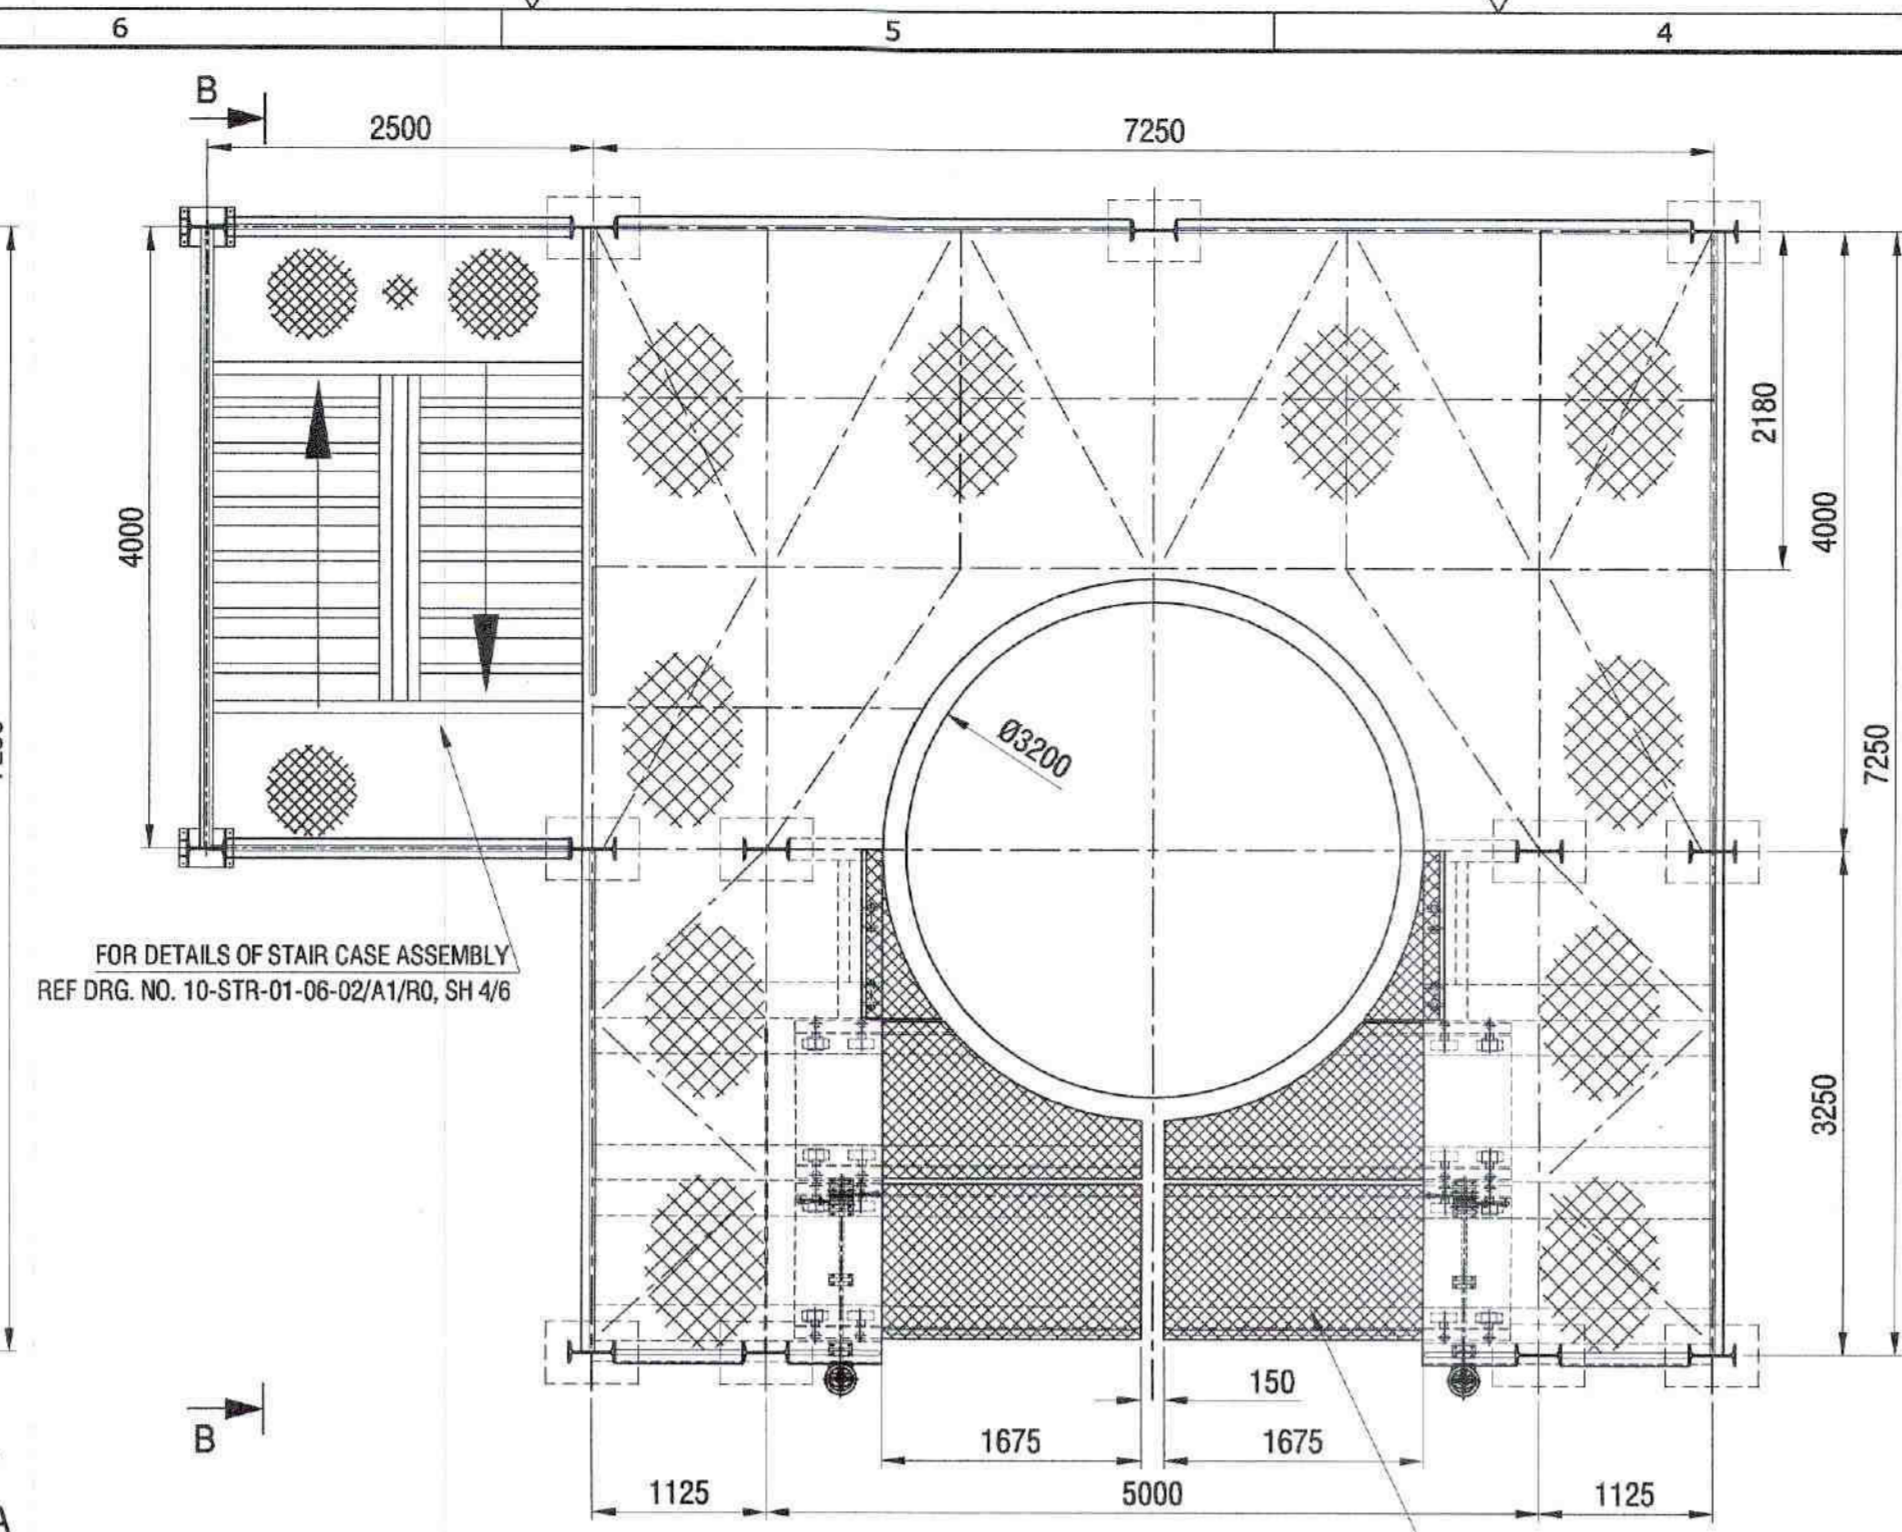 6 5 4
B
2500 7250
2180
4000 4000
7250
Ø3200
FOR DETAILS OF STAIR CASE ASSEMBLY
REF DRG. NO. 10-STR-01-06-02/A1/R0, SH 4/6
3250
150
B
1675 1675
1125 5000 1125
A